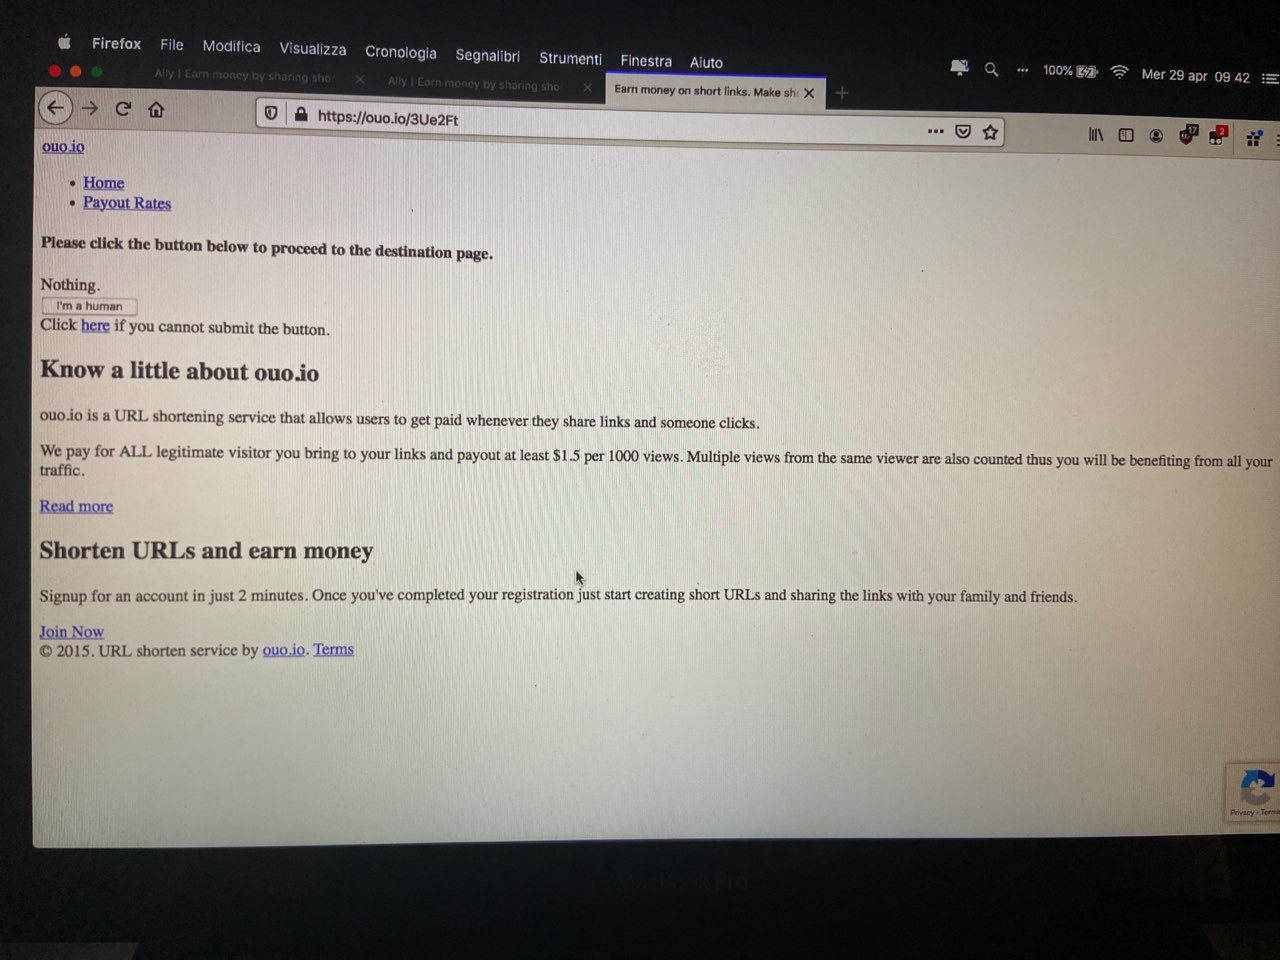 Firefox File Modifica Visualizza Cronologia Segnalibri Strumenti Finestra Aiuto
100% Mer 29 apr 09 42
Ally | Earn money by sharing sho
Ally | Earn money by sharing sho
Earn money on short links. Make sh
https://ouo.io/3Ue2Ft
17
2
ouo.io
Home
Payout Rates
Please click the button below to proceed to the destination page.
Nothing.
I'm a human
Click here if you cannot submit the button.
Know a little about ouo.io
ouo.io is a URL shortening service that allows users to get paid whenever they share links and someone clicks.
We pay for ALL legitimate visitor you bring to your links and payout at least $1.5 per 1000 views. Multiple views from the same viewer are also counted thus you will be benefiting from all your
traffic.
Read more
Shorten URLs and earn money
Signup for an account in just 2 minutes. Once you've completed your registration just start creating short URLs and sharing the links with your family and friends.
Join Now
© 2015. URL shorten service by ouo.io. Terms
Privacy - Terms
MacBook Pro